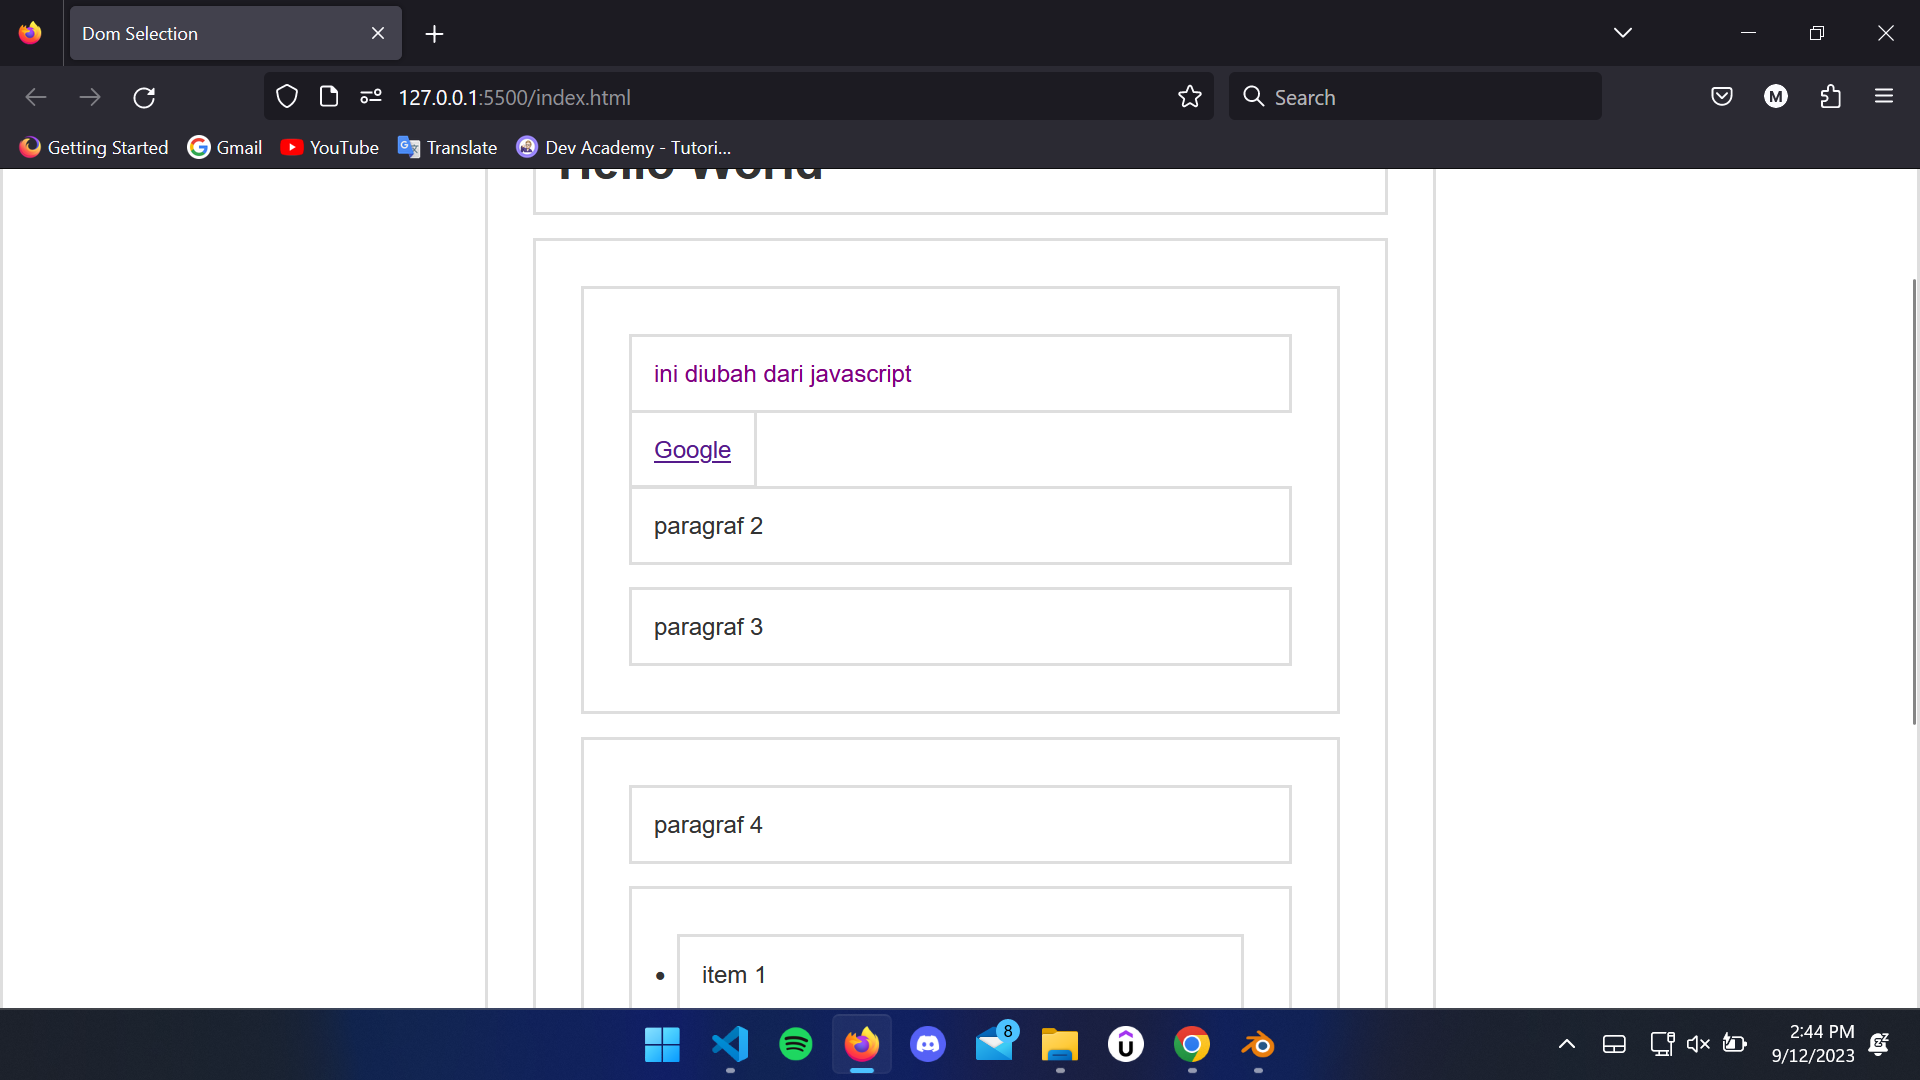 Dom Selection
127.0.0.1:5500/index.html
Search
M
Getting Started
Gmail
YouTube
Translate
Dev Academy - Tutori...
Hello World
ini diubah dari javascript
Google
paragraf 2
paragraf 3
paragraf 4
item 1
8
2:44 PM
9/12/2023